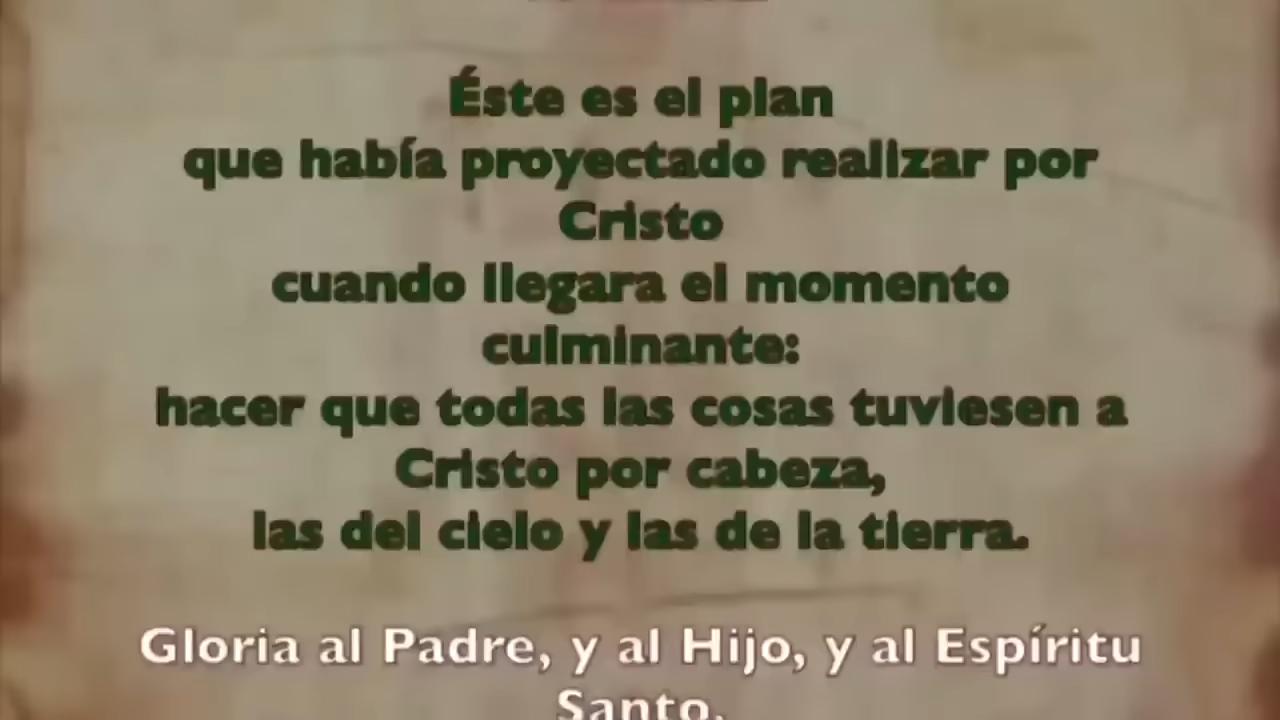 Éste es el plan
que había proyectado realizar por
Cristo
cuando llegara el momento
culminante:
hacer que todas las cosas tuviesen a
Cristo por cabeza,
las del cielo y las de la tierra.
Gloria al Padre, y al Hijo, y al Espíritu
Santo.